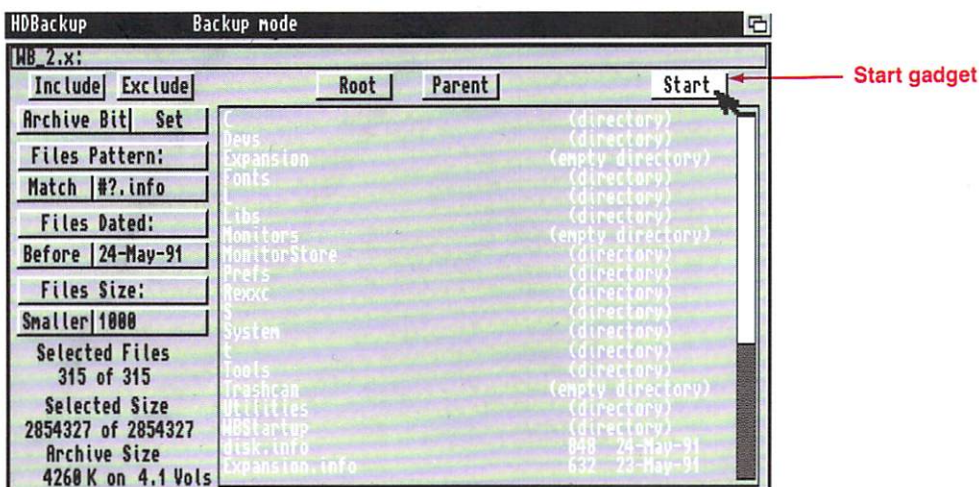 HDBackup Backup mode
WB_2.x:
Include Exclude Root Parent Start
Start gadget
Archive Bit Set
Files Pattern:
Match #?.info
Files Dated:
Before 24-May-91
Files Size:
Smaller 1000
Selected Files
315 of 315
Selected Size
2854327 of 2854327
Archive Size
4260 K on 4.1 Vols
C (directory)
Devs (directory)
Expansion (empty directory)
Fonts (directory)
L (directory)
Libs (directory)
Monitors (empty directory)
MonitorStore (directory)
Prefs (directory)
Rexxc (directory)
S (directory)
System (directory)
t (directory)
Tools (directory)
Trashcan (empty directory)
Utilities (directory)
WBStartup (directory)
disk.info 848 24-May-91
Expansion.info 632 23-May-91